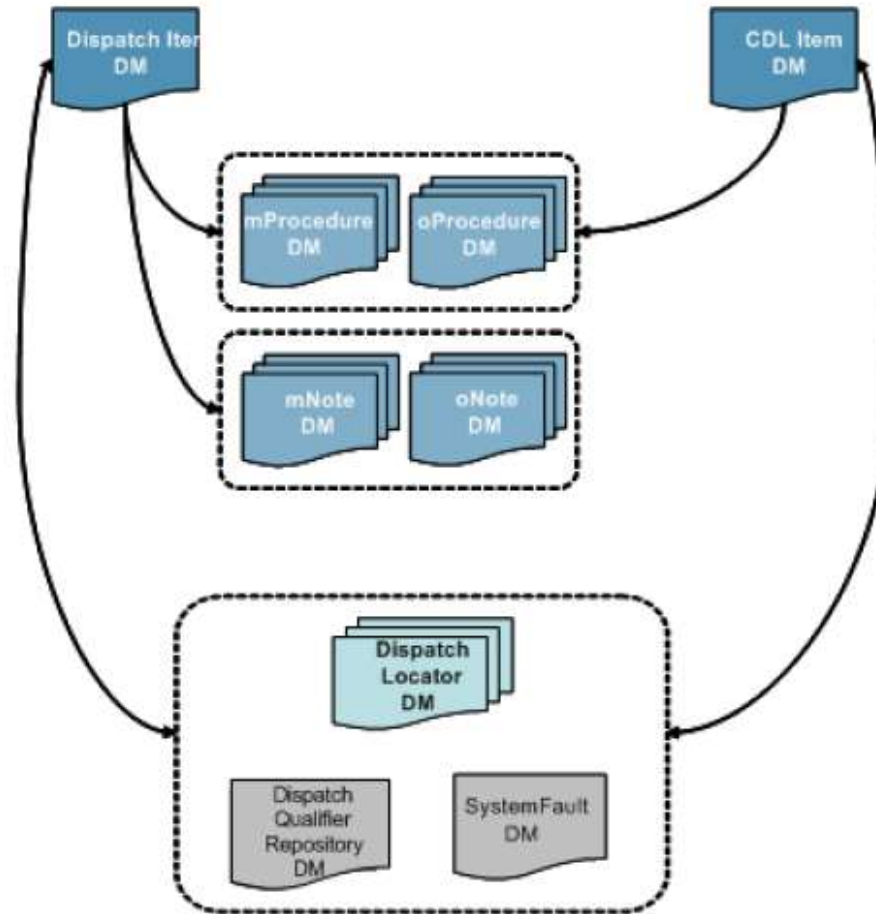 Dispatch Iten
DM
CDL Item
DM
mProcedure
DM
oProcedure
DM
mNote
DM
oNote
DM
Dispatch
Locator
DM
Dispatch
Qualifier
Repository
DM
SystemFault
DM